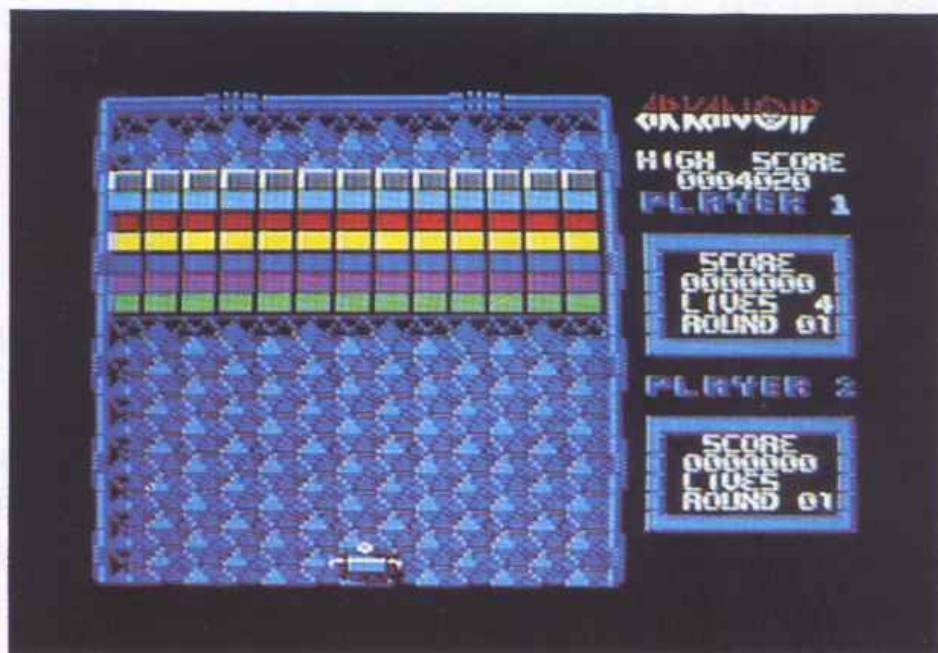 ARKANOID
HIGH SCORE
0004020
PLAYER 1
SCORE
0000000
LIVES 4
ROUND 01
PLAYER 2
SCORE
0000000
LIVES
ROUND 01